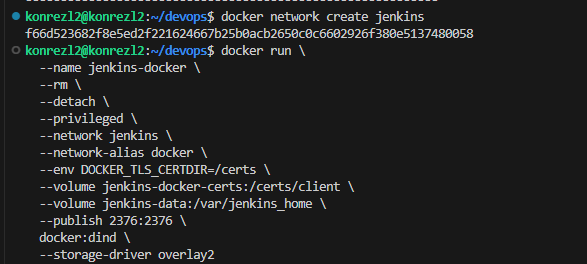 konrezl2@konrezl2:~/devops$ docker network create jenkins
f66d523682f8e5ed2f221624667b25b0acb2650c0c6602926f380e5137480058
konrezl2@konrezl2:~/devops$ docker run \
--name jenkins-docker \
--rm \
--detach \
--privileged \
--network jenkins \
--network-alias docker \
--env DOCKER_TLS_CERTDIR=/certs \
--volume jenkins-docker-certs:/certs/client \
--volume jenkins-data:/var/jenkins_home \
--publish 2376:2376 \
docker:dind \
--storage-driver overlay2